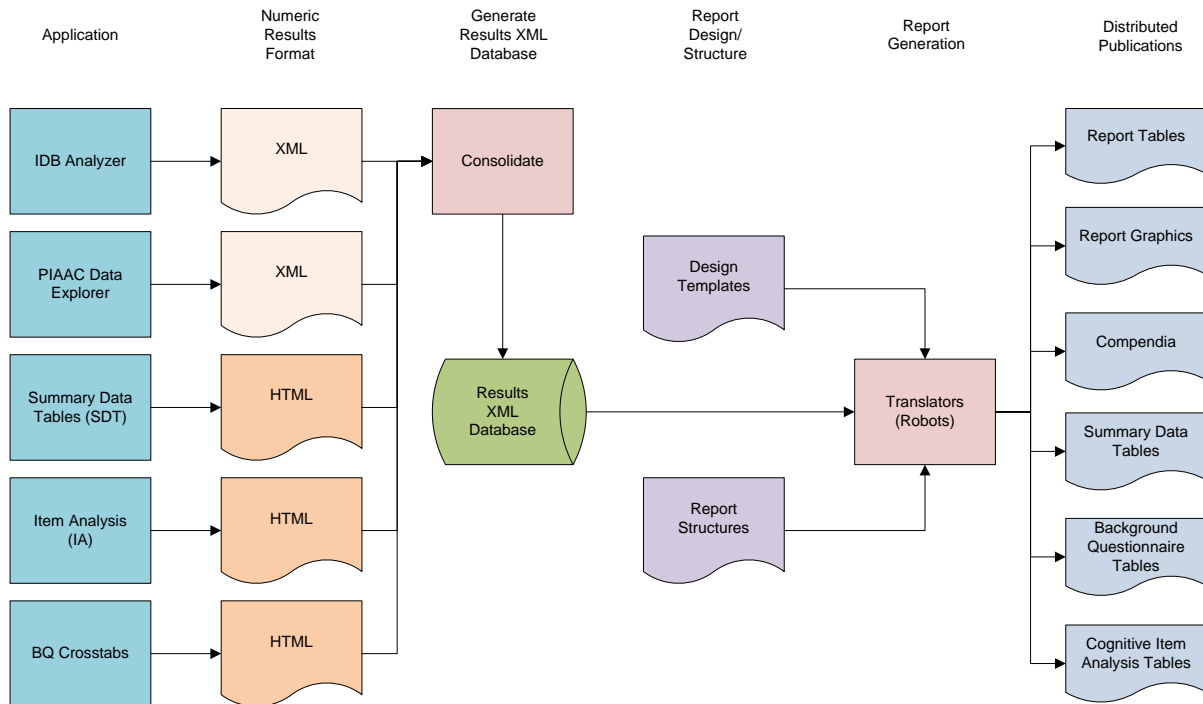 Application
Numeric
Results
Format
Generate
Results XML
Database
Report
Design/
Structure
Report
Generation
Distributed
Publications
IDB Analyzer
XML
Consolidate
Report Tables
PIAAC Data
Explorer
XML
Design
Templates
Report Graphics
Summary Data
Tables (SDT)
HTML
Results
XML
Database
Translators
(Robots)
Compendia
Summary Data
Tables
Item Analysis
(IA)
HTML
Report
Structures
Background
Questionnaire
Tables
BQ Crosstabs
HTML
Cognitive Item
Analysis Tables